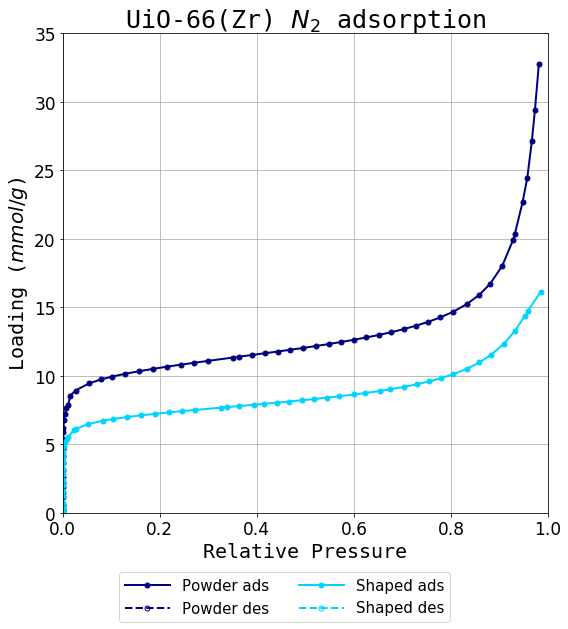 UiO-66(Zr) N₂ adsorption
35
30
25
20
15
10
5
0
Loading (mmol/g)
0.0 0.2 0.4 0.6 0.8 1.0
Relative Pressure
Powder ads Shaped ads
Powder des Shaped des